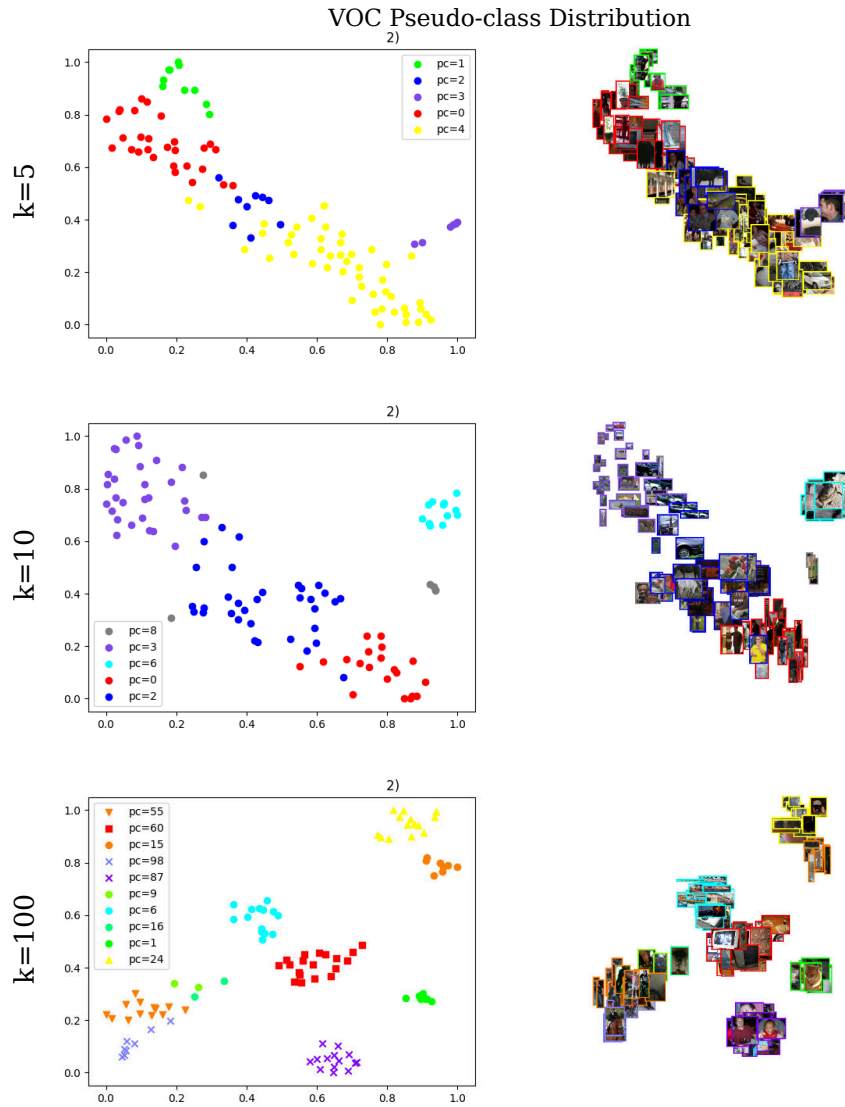 VOC Pseudo-class Distribution
2)
k=5
1.0
0.8
0.6
0.4
0.2
0.0
0.0 0.2 0.4 0.6 0.8 1.0
pc=1
pc=2
pc=3
pc=0
pc=4
2)
k=10
1.0
0.8
0.6
0.4
0.2
0.0
0.0 0.2 0.4 0.6 0.8 1.0
pc=8
pc=3
pc=6
pc=0
pc=2
2)
k=100
1.0
0.8
0.6
0.4
0.2
0.0
0.0 0.2 0.4 0.6 0.8 1.0
pc=55
pc=60
pc=15
pc=98
pc=87
pc=9
pc=6
pc=16
pc=1
pc=24